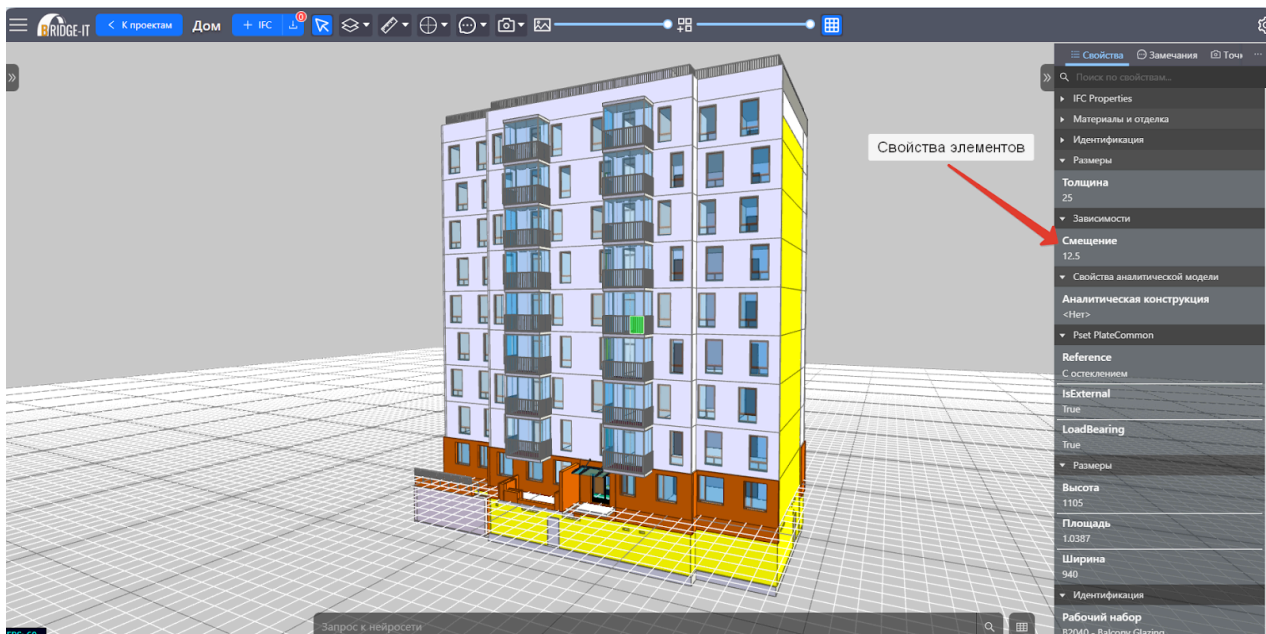 BRIDGE-IT
К проектам
Дом
+ IFC
0
Свойства
Замечания
Точк
Поиск по свойствам...
IFC Properties
Материалы и отделка
Идентификация
Размеры
Толщина
25
Зависимости
Свойства элементов
Смещение
12.5
Свойства аналитической модели
Аналитическая конструкция
<Нет>
Pset PlateCommon
Reference
С остеклением
IsExternal
True
LoadBearing
True
Размеры
Высота
1105
Площадь
1.0387
Ширина
940
Идентификация
Рабочий набор
B2040 - Balcony Glazing
Запрос к нейросети